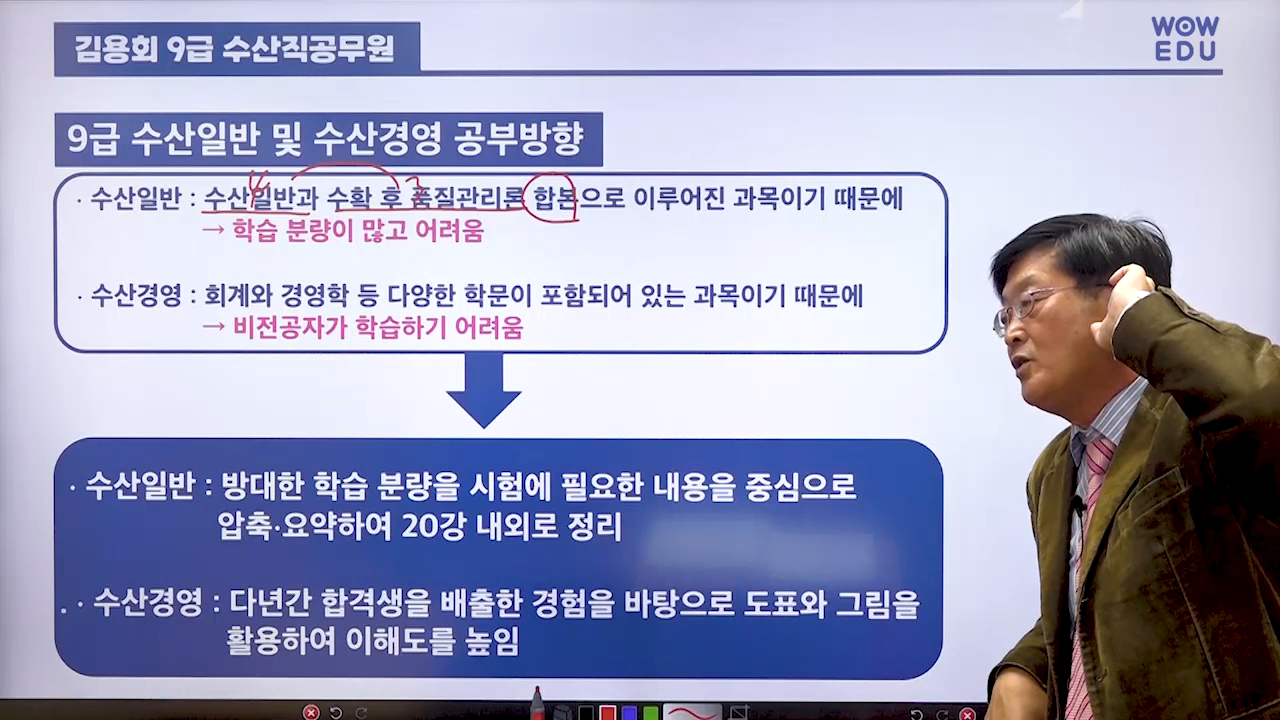 김용회 9급 수산직공무원
WOW
EDU
9급 수산일반 및 수산경영 공부방향
· 수산일반 : 수산일반과 수확 후 품질관리론 합본으로 이루어진 과목이기 때문에
→ 학습 분량이 많고 어려움
· 수산경영 : 회계와 경영학 등 다양한 학문이 포함되어 있는 과목이기 때문에
→ 비전공자가 학습하기 어려움
· 수산일반 : 방대한 학습 분량을 시험에 필요한 내용을 중심으로
압축·요약하여 20강 내외로 정리
· 수산경영 : 다년간 합격생을 배출한 경험을 바탕으로 도표와 그림을
활용하여 이해도를 높임